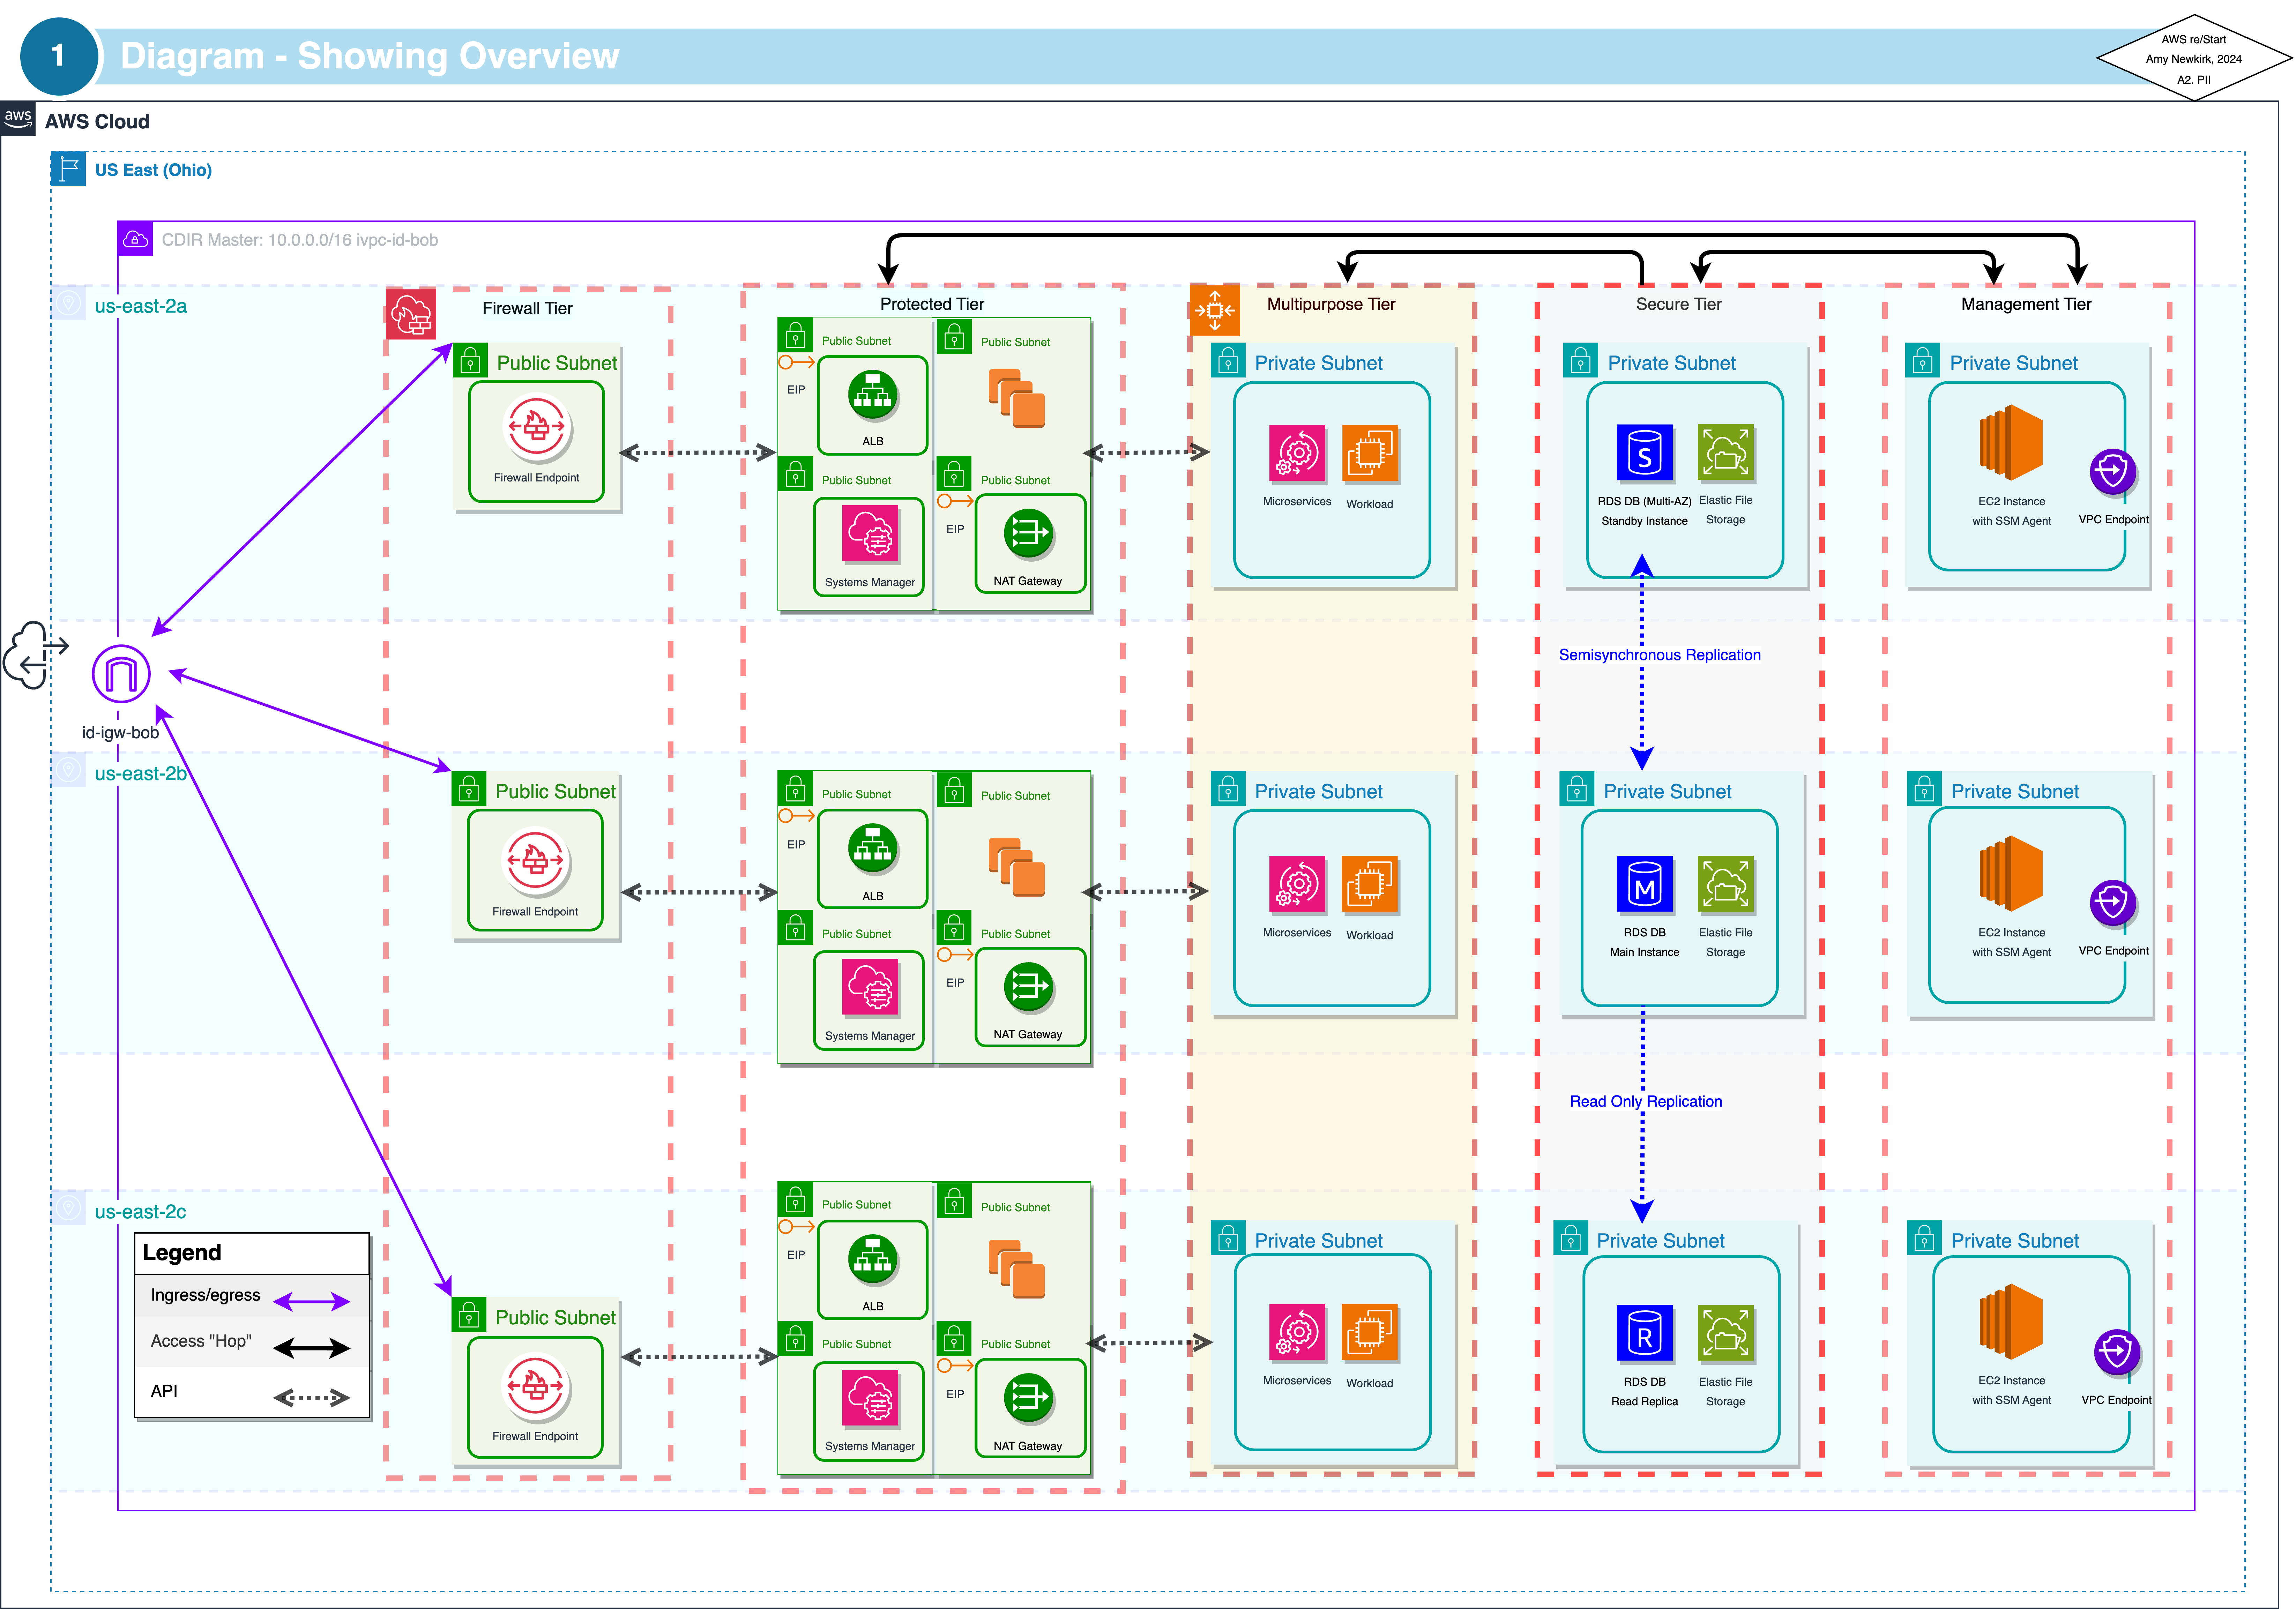 1
Diagram - Showing Overview
AWS re/Start
Amy Newkirk, 2024
A2. PII
aws
AWS Cloud
US East (Ohio)
CDIR Master: 10.0.0.0/16 ivpc-id-bob
us-east-2a
Firewall Tier
Protected Tier
Multipurpose Tier
Secure Tier
Management Tier
Public Subnet
Firewall Endpoint
Public Subnet
EIP
ALB
Public Subnet
Public Subnet
Systems Manager
Public Subnet
EIP
NAT Gateway
Private Subnet
Microservices
Workload
Private Subnet
S
RDS DB (Multi-AZ)
Standby Instance
Elastic File
Storage
Private Subnet
EC2 Instance
with SSM Agent
VPC Endpoint
Semisynchronous Replication
id-igw-bob
us-east-2b
Public Subnet
Firewall Endpoint
Public Subnet
EIP
ALB
Public Subnet
Public Subnet
Systems Manager
Public Subnet
EIP
NAT Gateway
Private Subnet
Microservices
Workload
Private Subnet
M
RDS DB
Main Instance
Elastic File
Storage
Private Subnet
EC2 Instance
with SSM Agent
VPC Endpoint
Read Only Replication
us-east-2c
Public Subnet
Firewall Endpoint
Public Subnet
EIP
ALB
Public Subnet
Public Subnet
Systems Manager
Public Subnet
EIP
NAT Gateway
Private Subnet
Microservices
Workload
Private Subnet
R
RDS DB
Read Replica
Elastic File
Storage
Private Subnet
EC2 Instance
with SSM Agent
VPC Endpoint
Legend
Ingress/egress
Access "Hop"
API